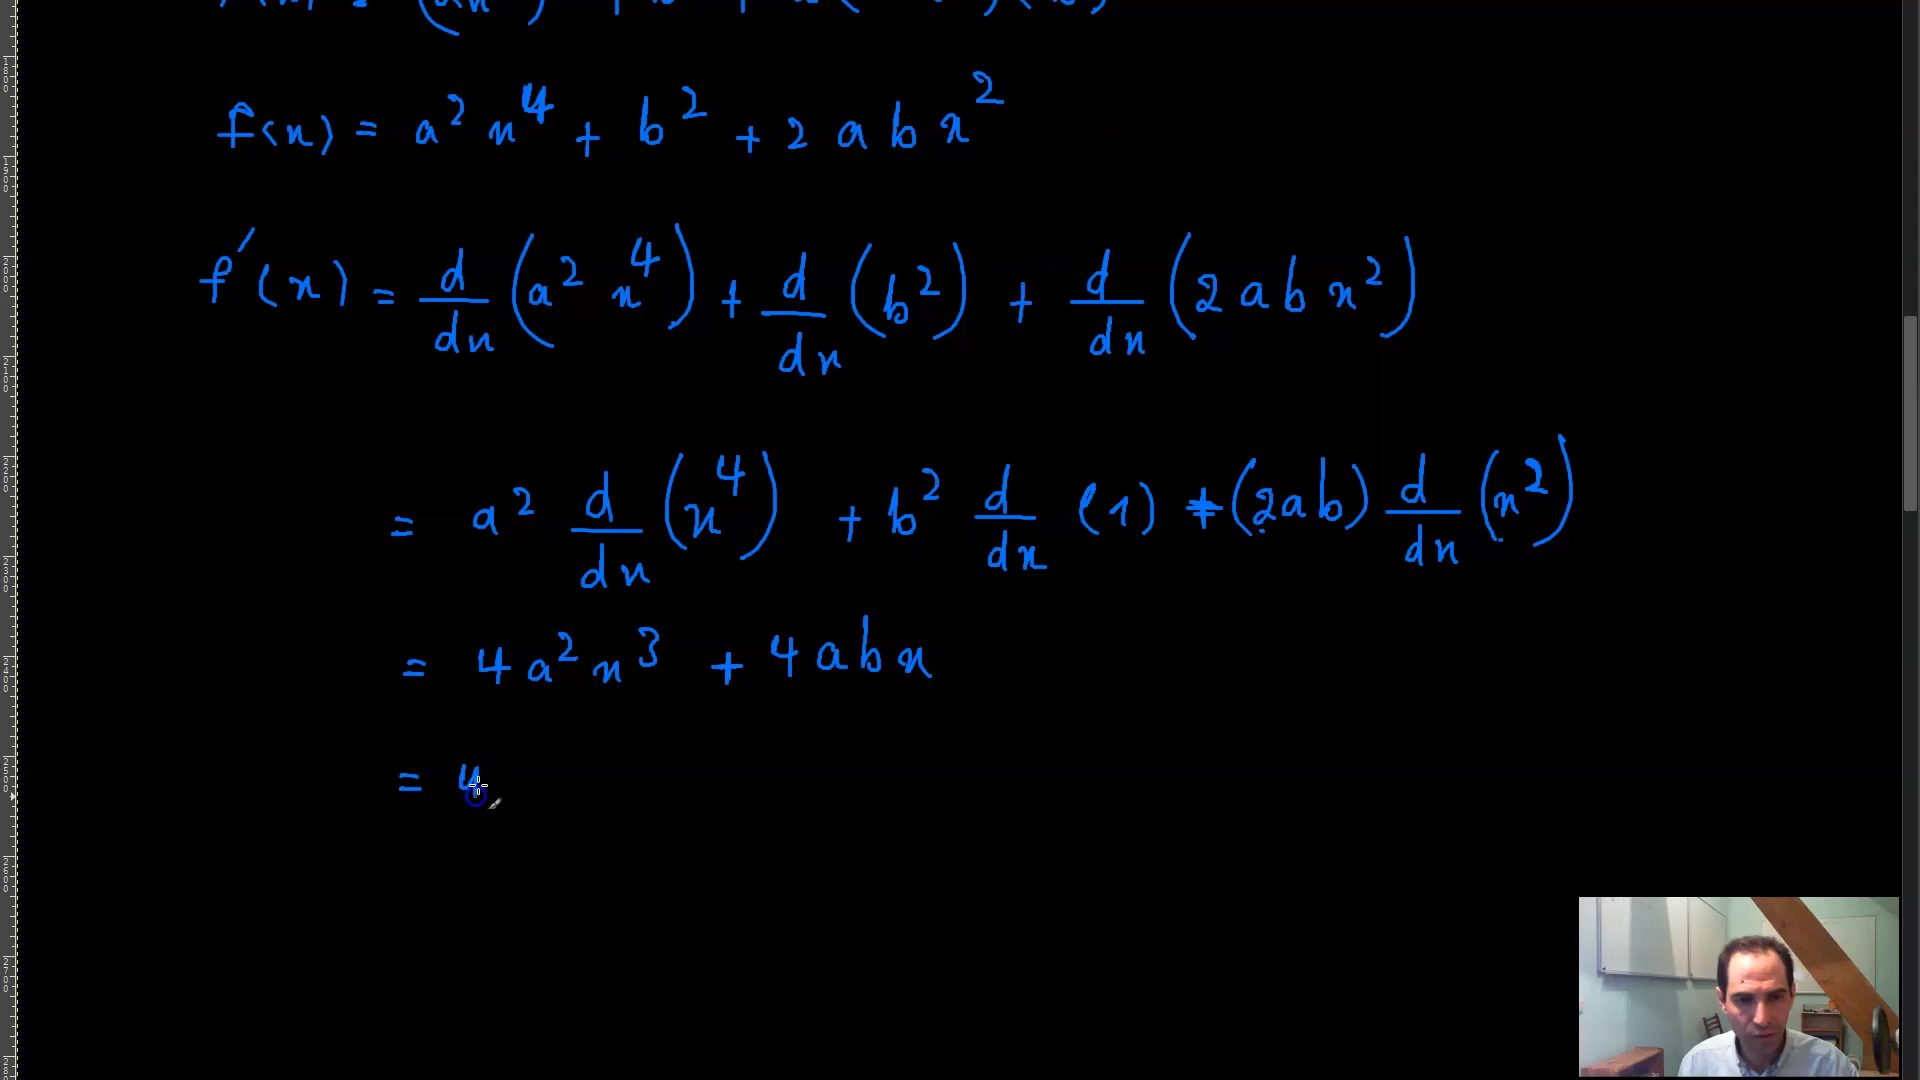 f(x) = a² x⁴ + b² + 2 a b x²
f′(x) = d/dx (a² x⁴) + d/dx (b²) + d/dx (2 a b x²)
= a² d/dx (x⁴) + b² d/dx (1) + (2ab) d/dx (x²)
= 4 a² x³ + 4 a b x
= 4